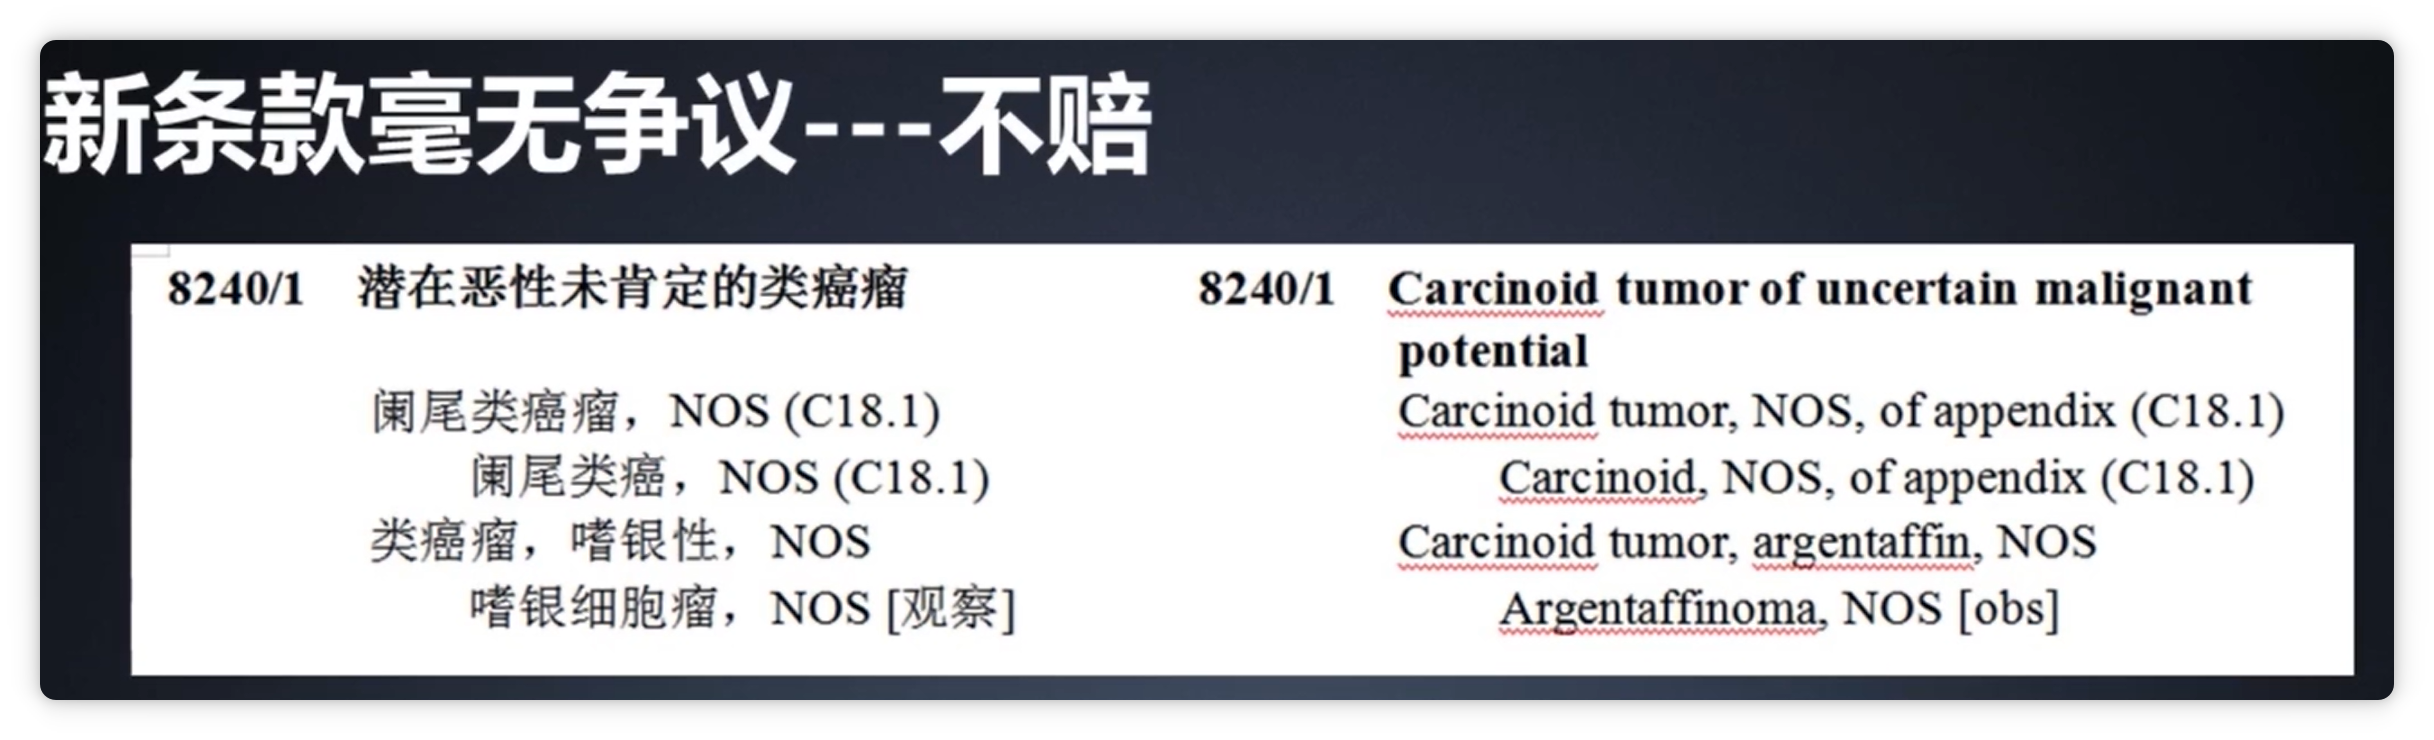 新条款毫无争议---不赔
8240/1 潜在恶性未肯定的类癌瘤
8240/1 Carcinoid tumor of uncertain malignant
potential
阑尾类癌瘤，NOS (C18.1)
Carcinoid tumor, NOS, of appendix (C18.1)
阑尾类癌，NOS (C18.1)
Carcinoid, NOS, of appendix (C18.1)
类癌瘤，嗜银性，NOS
Carcinoid tumor, argentaffin, NOS
嗜银细胞瘤，NOS [观察]
Argentaffinoma, NOS [obs]